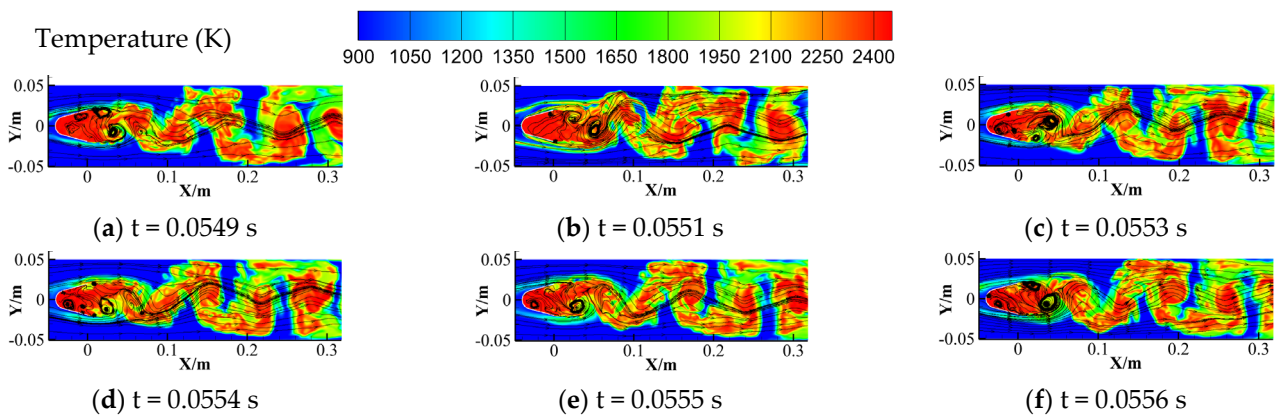 Temperature (K)
900 1050 1200 1350 1500 1650 1800 1950 2100 2250 2400
0.05 0.05 0.05
Y/m 0 Y/m 0 Y/m 0
-0.05 -0.05 -0.05
0 0.1 0.2 0.3 0 0.1 0.2 0.3 0 0.1 0.2 0.3
X/m X/m X/m
(a) t = 0.0549 s (b) t = 0.0551 s (c) t = 0.0553 s
0.05 0.05 0.05
Y/m 0 Y/m 0 Y/m 0
-0.05 -0.05 -0.05
0 0.1 0.2 0.3 0 0.1 0.2 0.3 0 0.1 0.2 0.3
X/m X/m X/m
(d) t = 0.0554 s (e) t = 0.0555 s (f) t = 0.0556 s